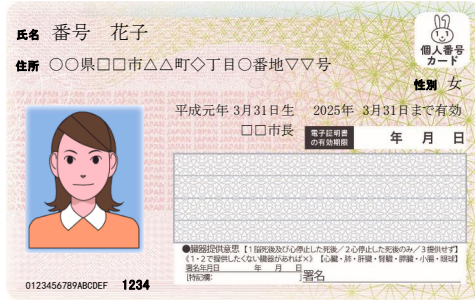 氏名 番号 花子
個人番号
カード
住所 ○○県□□市△△町◇丁目○番地▽▽号
性別 女
平成元年 3月31日生 2025年 3月31日まで有効
□□市長 電子証明書の有効期限 年 月 日
●臓器提供意思【1脳死後及び心停止した死後/2心停止した死後のみ/3提供せず】
《1・2で提供したくない臓器があれば×》【心臓・肺・肝臓・腎臓・膵臓・小腸・眼球】
署名年月日 年 月 日
[特記欄: ]署名
0123456789ABCDEF 1234